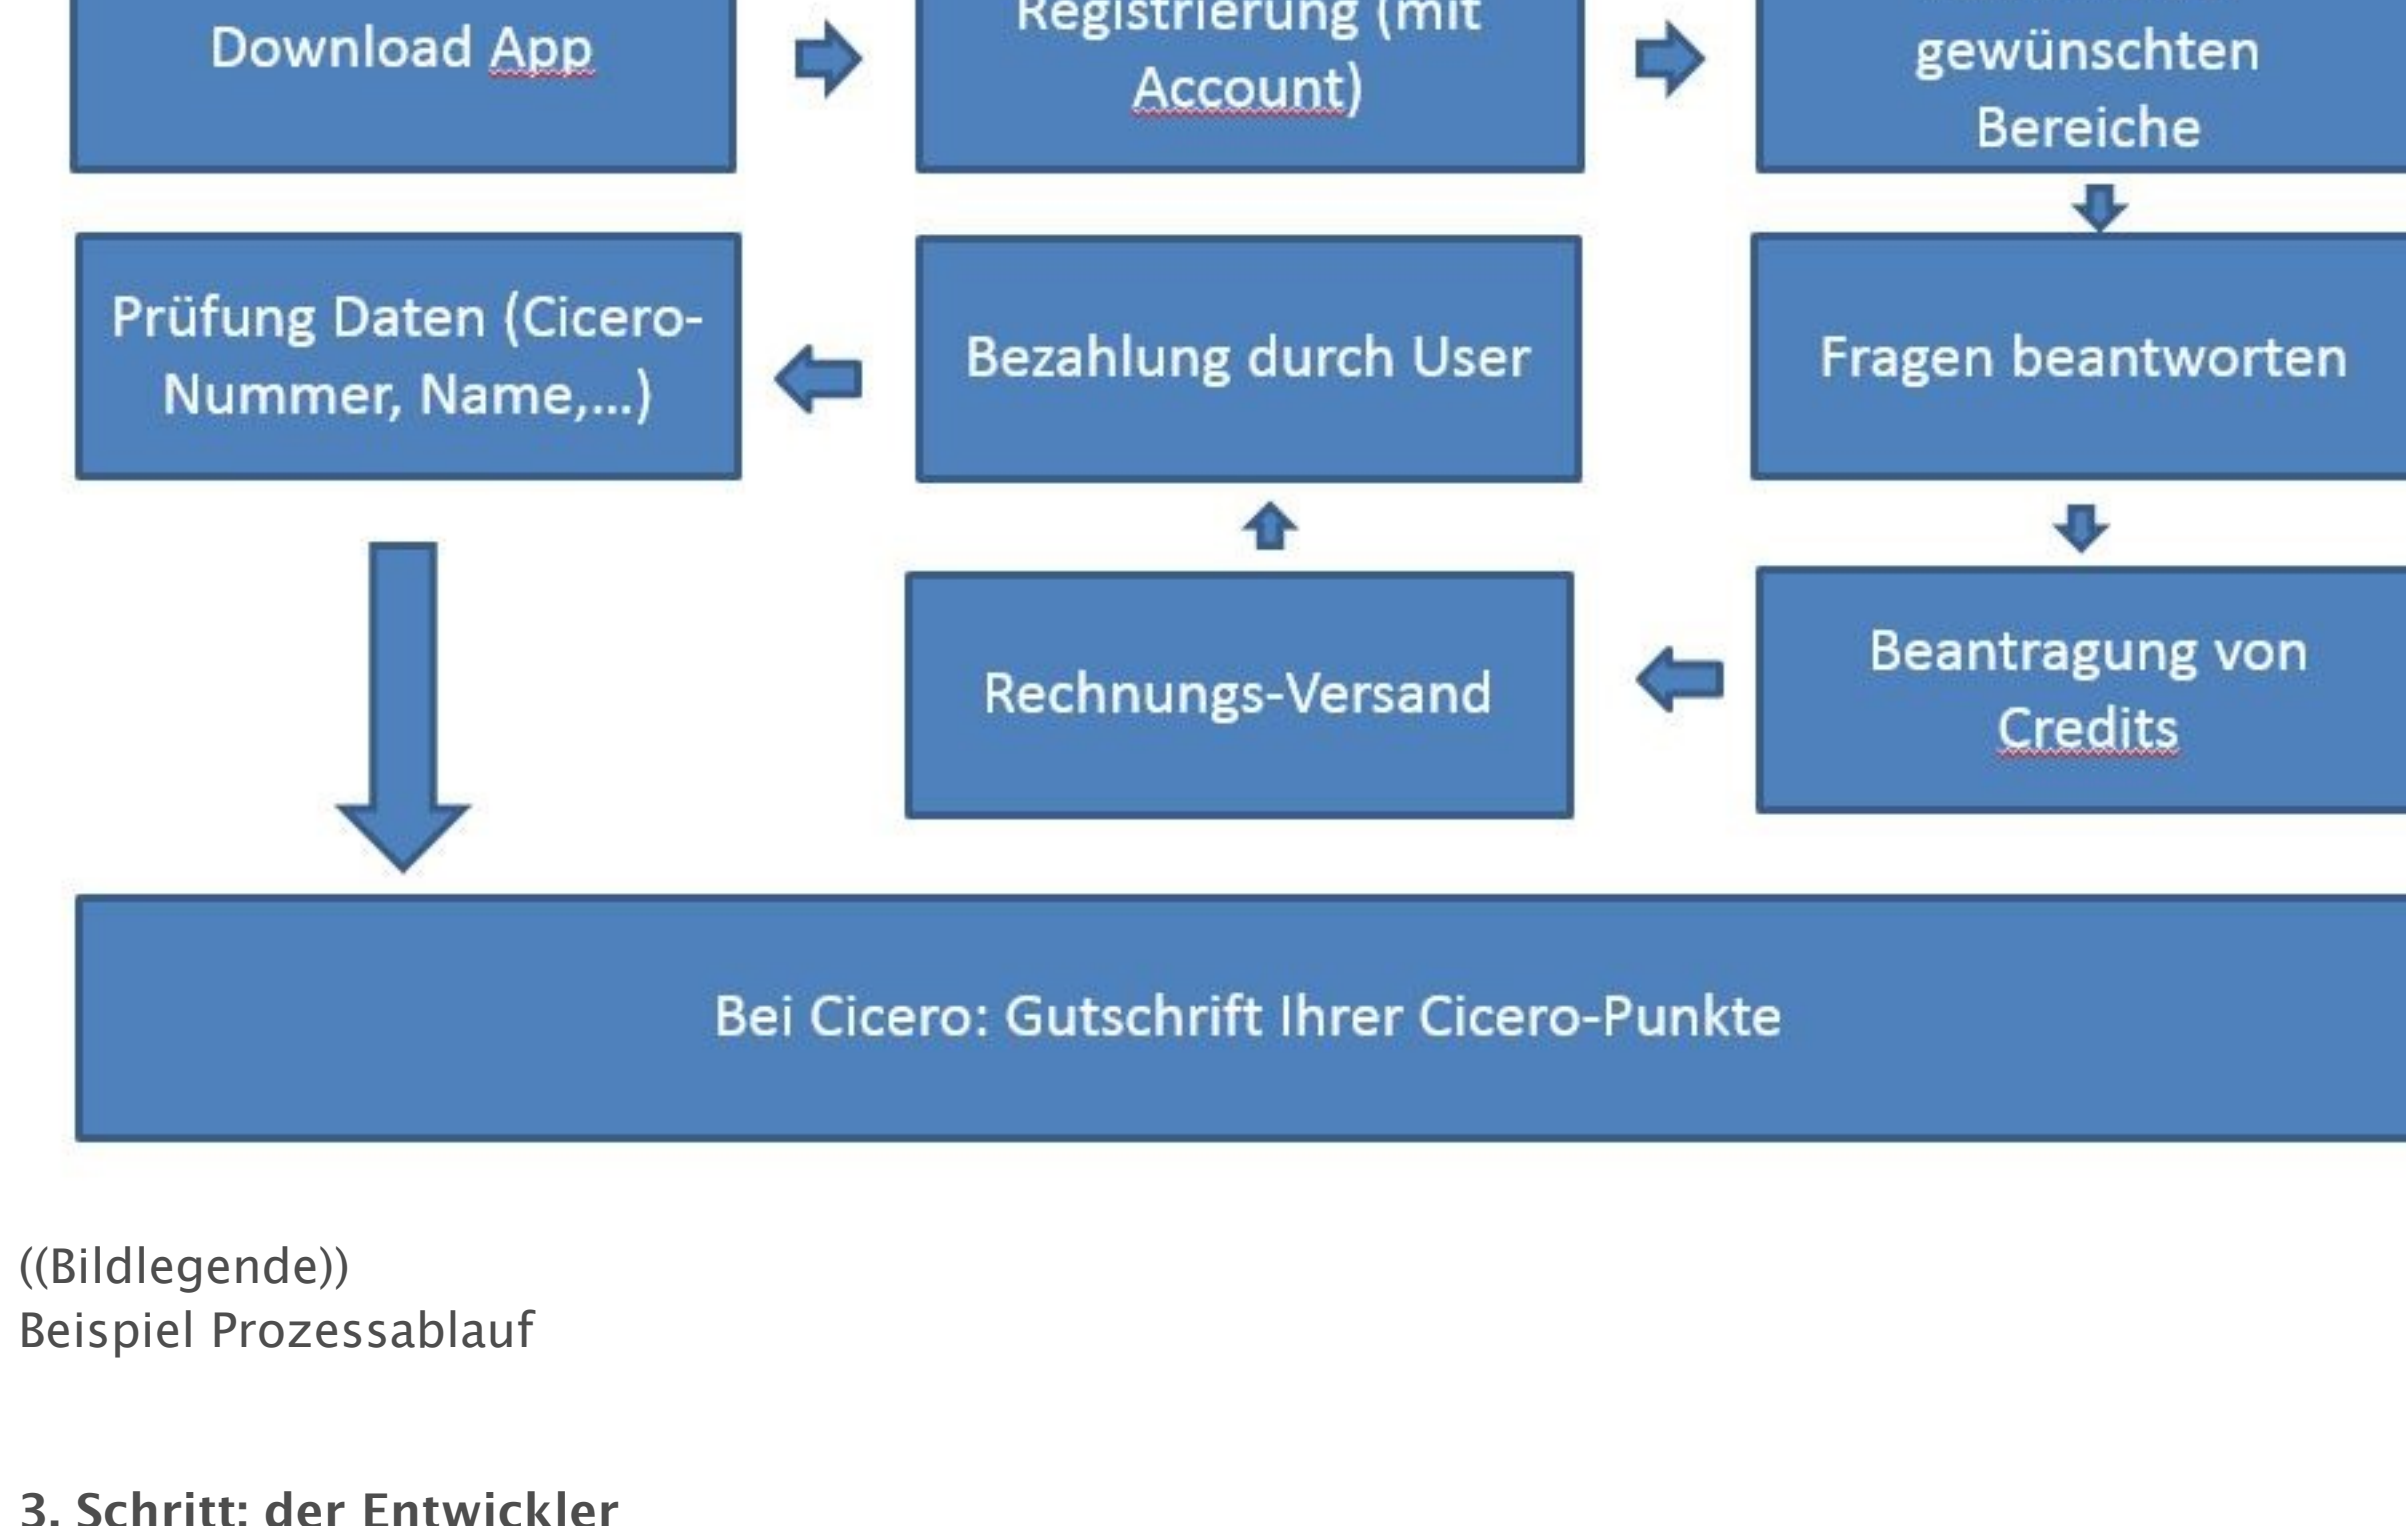 Download App
Registrierung (mit
Account)
gewünschten
Bereiche
Prüfung Daten (Cicero-
Nummer, Name,...)
Bezahlung durch User
Fragen beantworten
Rechnungs-Versand
Beantragung von
Credits
Bei Cicero: Gutschrift Ihrer Cicero-Punkte
((Bildlegende))
Beispiel Prozessablauf
3. Schritt: der Entwickler